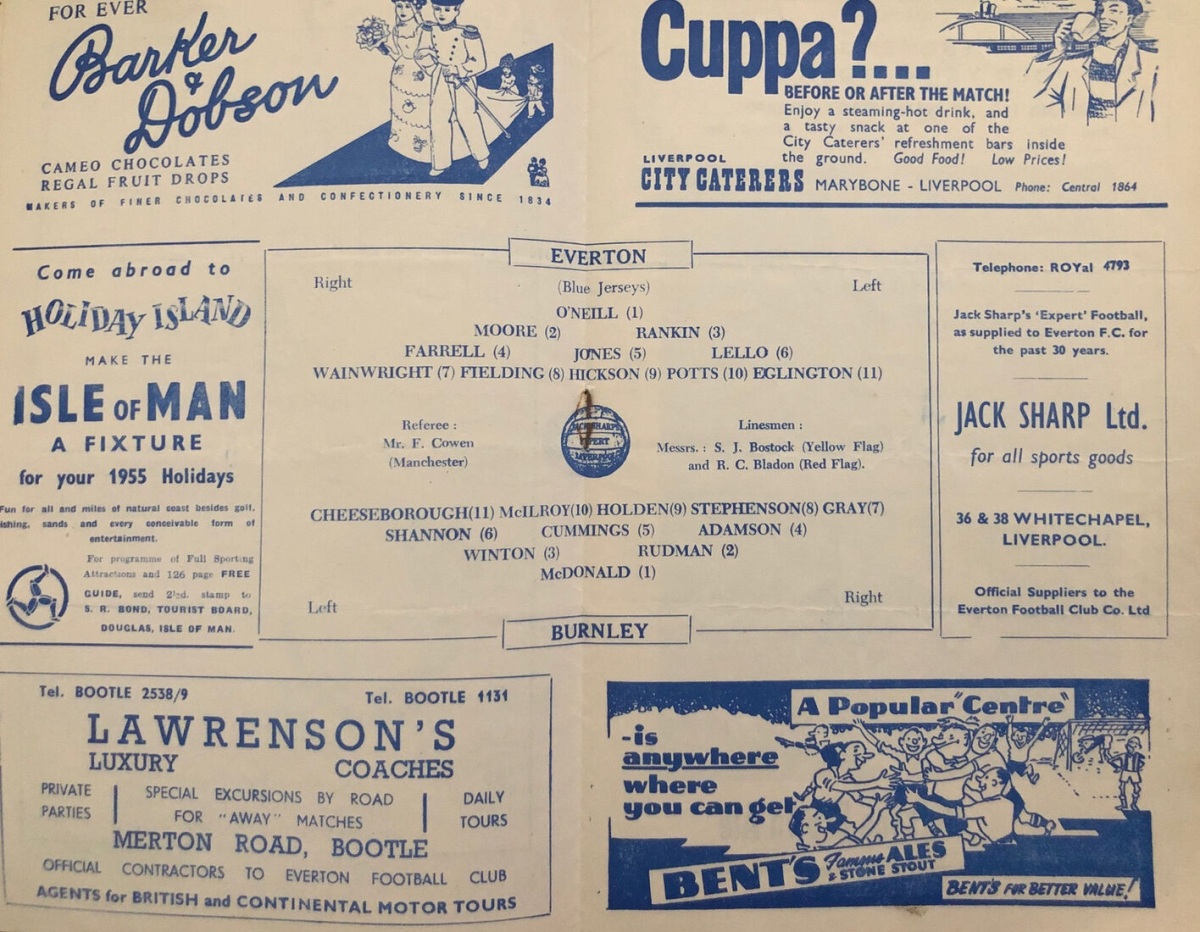 FOR EVER
Barker
&
Dobson
CAMEO CHOCOLATES
REGAL FRUIT DROPS
MAKERS OF FINER CHOCOLATES AND CONFECTIONERY SINCE 1834
Cuppa?....
BEFORE OR AFTER THE MATCH!
Enjoy a steaming-hot drink, and
a tasty snack at one of the
City Caterers' refreshment bars inside
the ground. Good Food! Low Prices!
LIVERPOOL
CITY CATERERS MARYBONE - LIVERPOOL Phone: Central 1864
Come abroad to
HOLIDAY ISLAND
MAKE THE
ISLE OF MAN
A FIXTURE
for your 1955 Holidays
Fun for all and miles of natural coast besides golf,
ishing, sands and every conceivable form of
entertainment.
For programme of Full Sporting
Attractions and 126 page FREE
GUIDE, send 2½d. stamp to
S. R. BOND, TOURIST BOARD,
DOUGLAS, ISLE OF MAN.
EVERTON
Right (Blue Jerseys) Left
O'NEILL (1)
MOORE (2) RANKIN (3)
FARRELL (4) JONES (5) LELLO (6)
WAINWRIGHT (7) FIELDING (8) HICKSON (9) POTTS (10) EGLINGTON (11)
Referee :
Mr. F. Cowen
(Manchester)
JACK SHARP'S
EXPERT
LIVERPOOL
Linesmen :
Messrs. : S. J. Bostock (Yellow Flag)
and R. C. Bladon (Red Flag).
CHEESEBOROUGH(11) McILROY(10) HOLDEN(9) STEPHENSON(8) GRAY(7)
SHANNON (6) CUMMINGS (5) ADAMSON (4)
WINTON (3) RUDMAN (2)
McDONALD (1)
Left Right
BURNLEY
Telephone: ROYal 4793
Jack Sharp's 'Expert' Football,
as supplied to Everton F.C. for
the past 30 years.
JACK SHARP Ltd.
for all sports goods
36 & 38 WHITECHAPEL,
LIVERPOOL.
Official Suppliers to the
Everton Football Club Co. Ltd
Tel. BOOTLE 2538/9 Tel. BOOTLE 1131
LAWRENSON'S
LUXURY COACHES
PRIVATE PARTIES
SPECIAL EXCURSIONS BY ROAD
FOR "AWAY" MATCHES
DAILY TOURS
MERTON ROAD, BOOTLE
OFFICIAL CONTRACTORS TO EVERTON FOOTBALL CLUB
AGENTS for BRITISH and CONTINENTAL MOTOR TOURS
A Popular "Centre"
-is
anywhere
where
you can get
BENT'S Famous ALES
& STONE STOUT
BENT'S FOR BETTER VALUE!